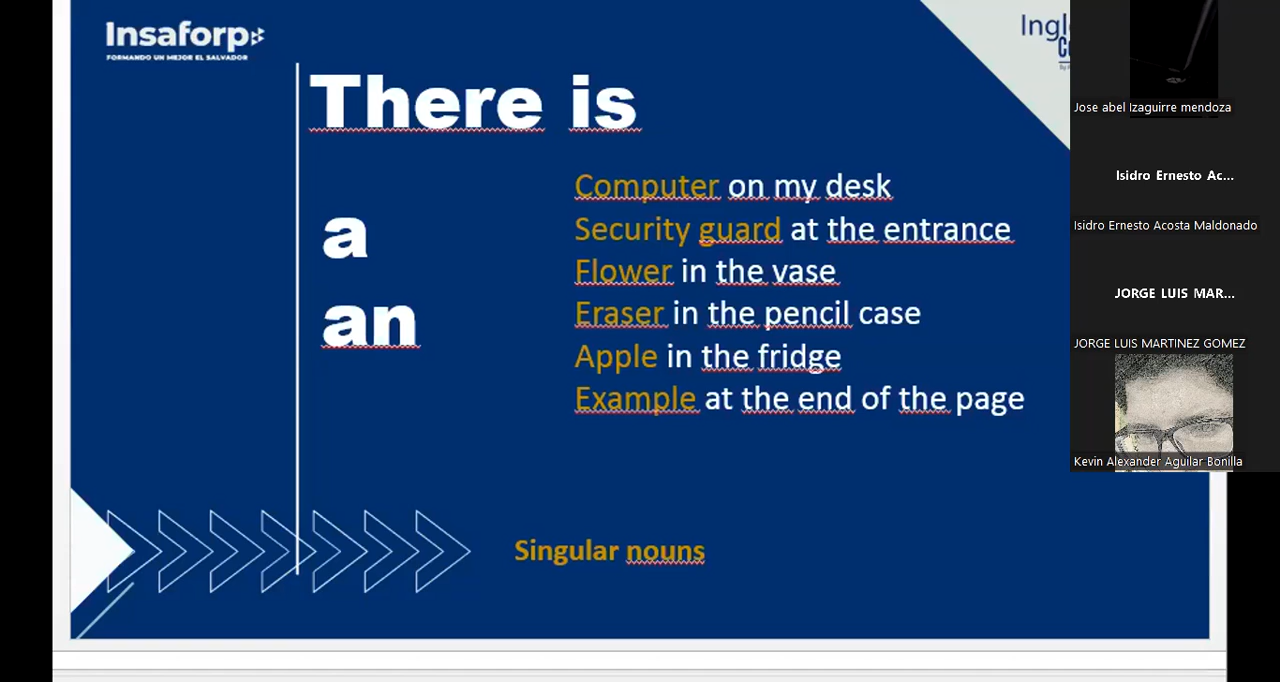 Insaforp
FORMANDO UN MEJOR EL SALVADOR
There is
a
an
Computer on my desk
Security guard at the entrance
Flower in the vase
Eraser in the pencil case
Apple in the fridge
Example at the end of the page
Singular nouns
Jose abel Izaguirre mendoza
Isidro Ernesto Ac...
Isidro Ernesto Acosta Maldonado
JORGE LUIS MAR...
JORGE LUIS MARTINEZ GOMEZ
Kevin Alexander Aguilar Bonilla